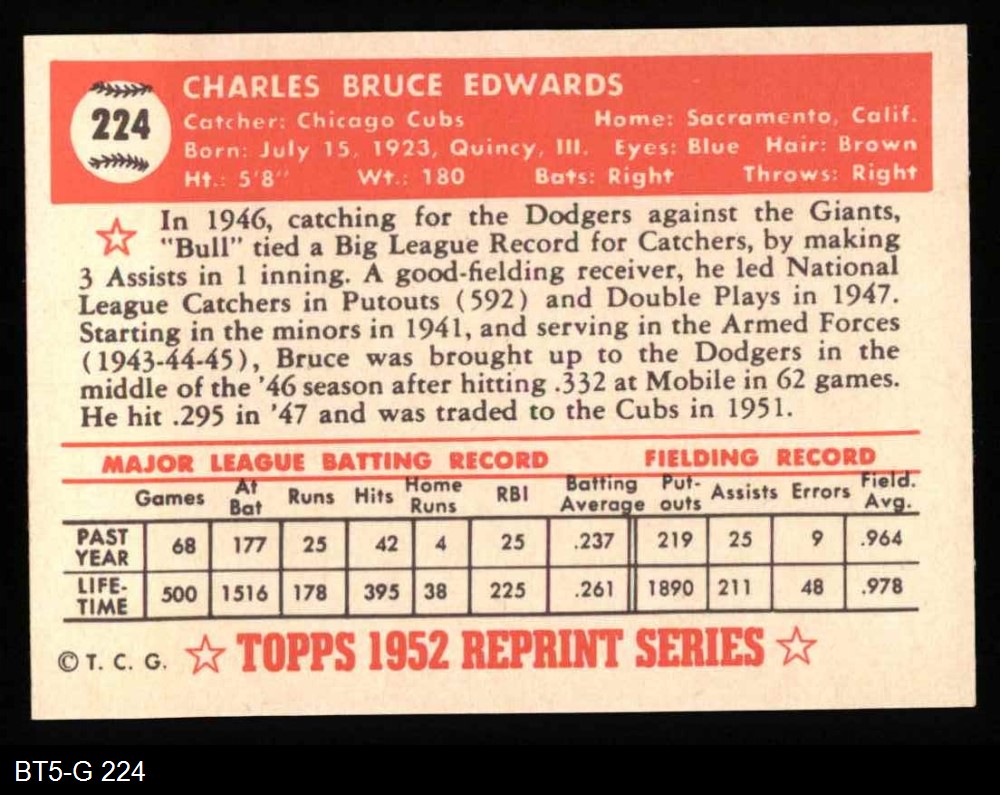 224
CHARLES BRUCE EDWARDS
Catcher: Chicago Cubs Home: Sacramento, Calif.
Born: July 15, 1923, Quincy, Ill. Eyes: Blue Hair: Brown
Ht.: 5'8" Wt.: 180 Bats: Right Throws: Right
In 1946, catching for the Dodgers against the Giants,
"Bull" tied a Big League Record for Catchers, by making
3 Assists in 1 inning. A good-fielding receiver, he led National
League Catchers in Putouts (592) and Double Plays in 1947.
Starting in the minors in 1941, and serving in the Armed Forces
(1943-44-45), Bruce was brought up to the Dodgers in the
middle of the '46 season after hitting .332 at Mobile in 62 games.
He hit .295 in '47 and was traded to the Cubs in 1951.
MAJOR LEAGUE BATTING RECORD FIELDING RECORD
Games At Bat Runs Hits Home Runs RBI Batting Average Put-outs Assists Errors Field. Avg.
PAST YEAR 68 177 25 42 4 25 .237 219 25 9 .964
LIFE-TIME 500 1516 178 395 38 225 .261 1890 211 48 .978
© T. C. G. TOPPS 1952 REPRINT SERIES
BT5-G 224